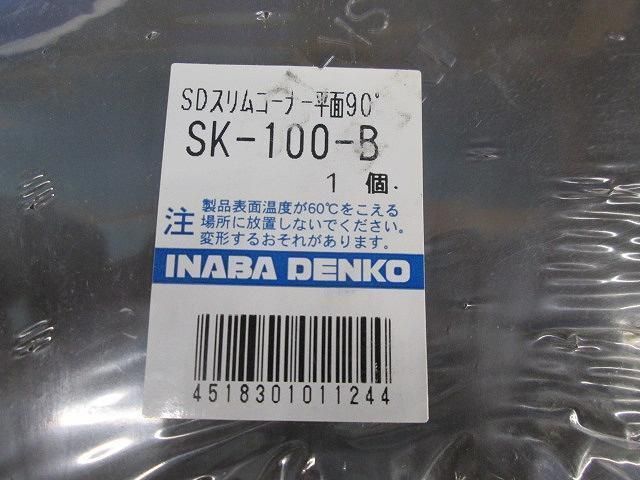 SDスリムコーナー平面90°
SK-100-B
1 個.
注
製品表面温度が60℃をこえる
場所に放置しないでください。
変形するおそれがあります。
INABA DENKO
4518301011244